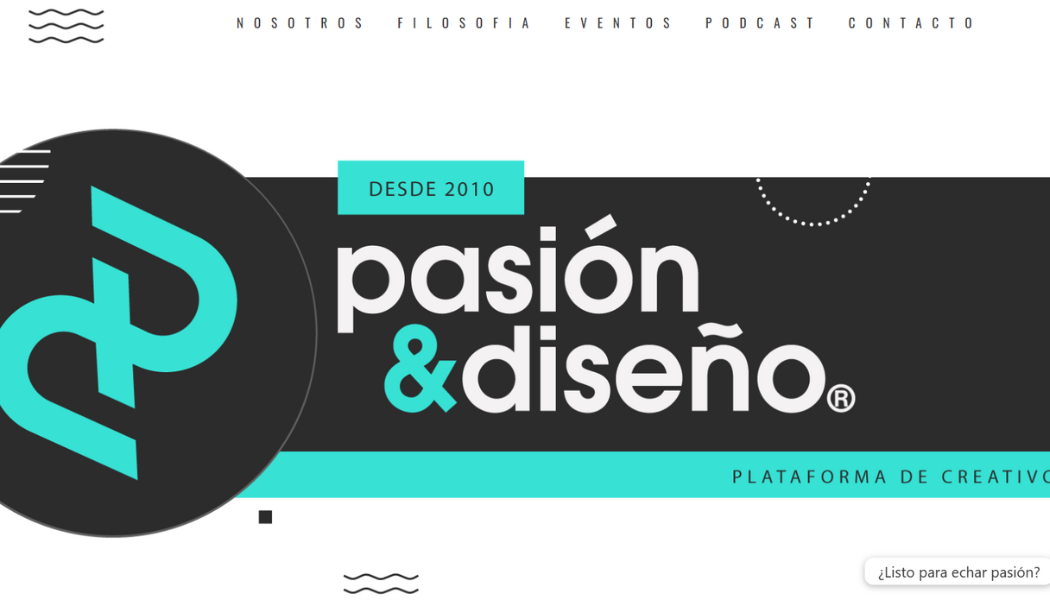 NOSOTROS FILOSOFIA EVENTOS PODCAST CONTACTO
DESDE 2010
pasión
&diseño®
PLATAFORMA DE CREATIVO
¿Listo para echar pasión?